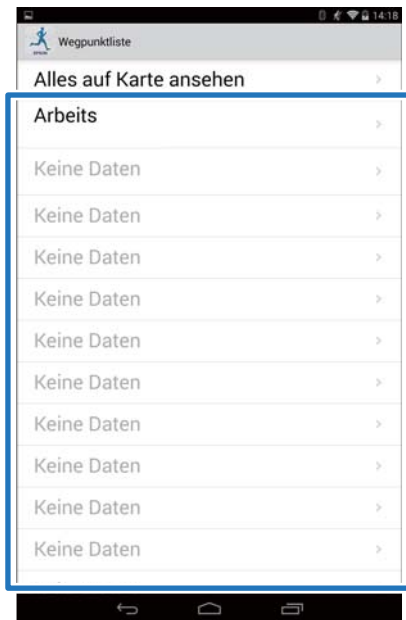 14:18
Wegpunktliste
Alles auf Karte ansehen
Arbeits
Keine Daten
Keine Daten
Keine Daten
Keine Daten
Keine Daten
Keine Daten
Keine Daten
Keine Daten
Keine Daten
Keine Daten